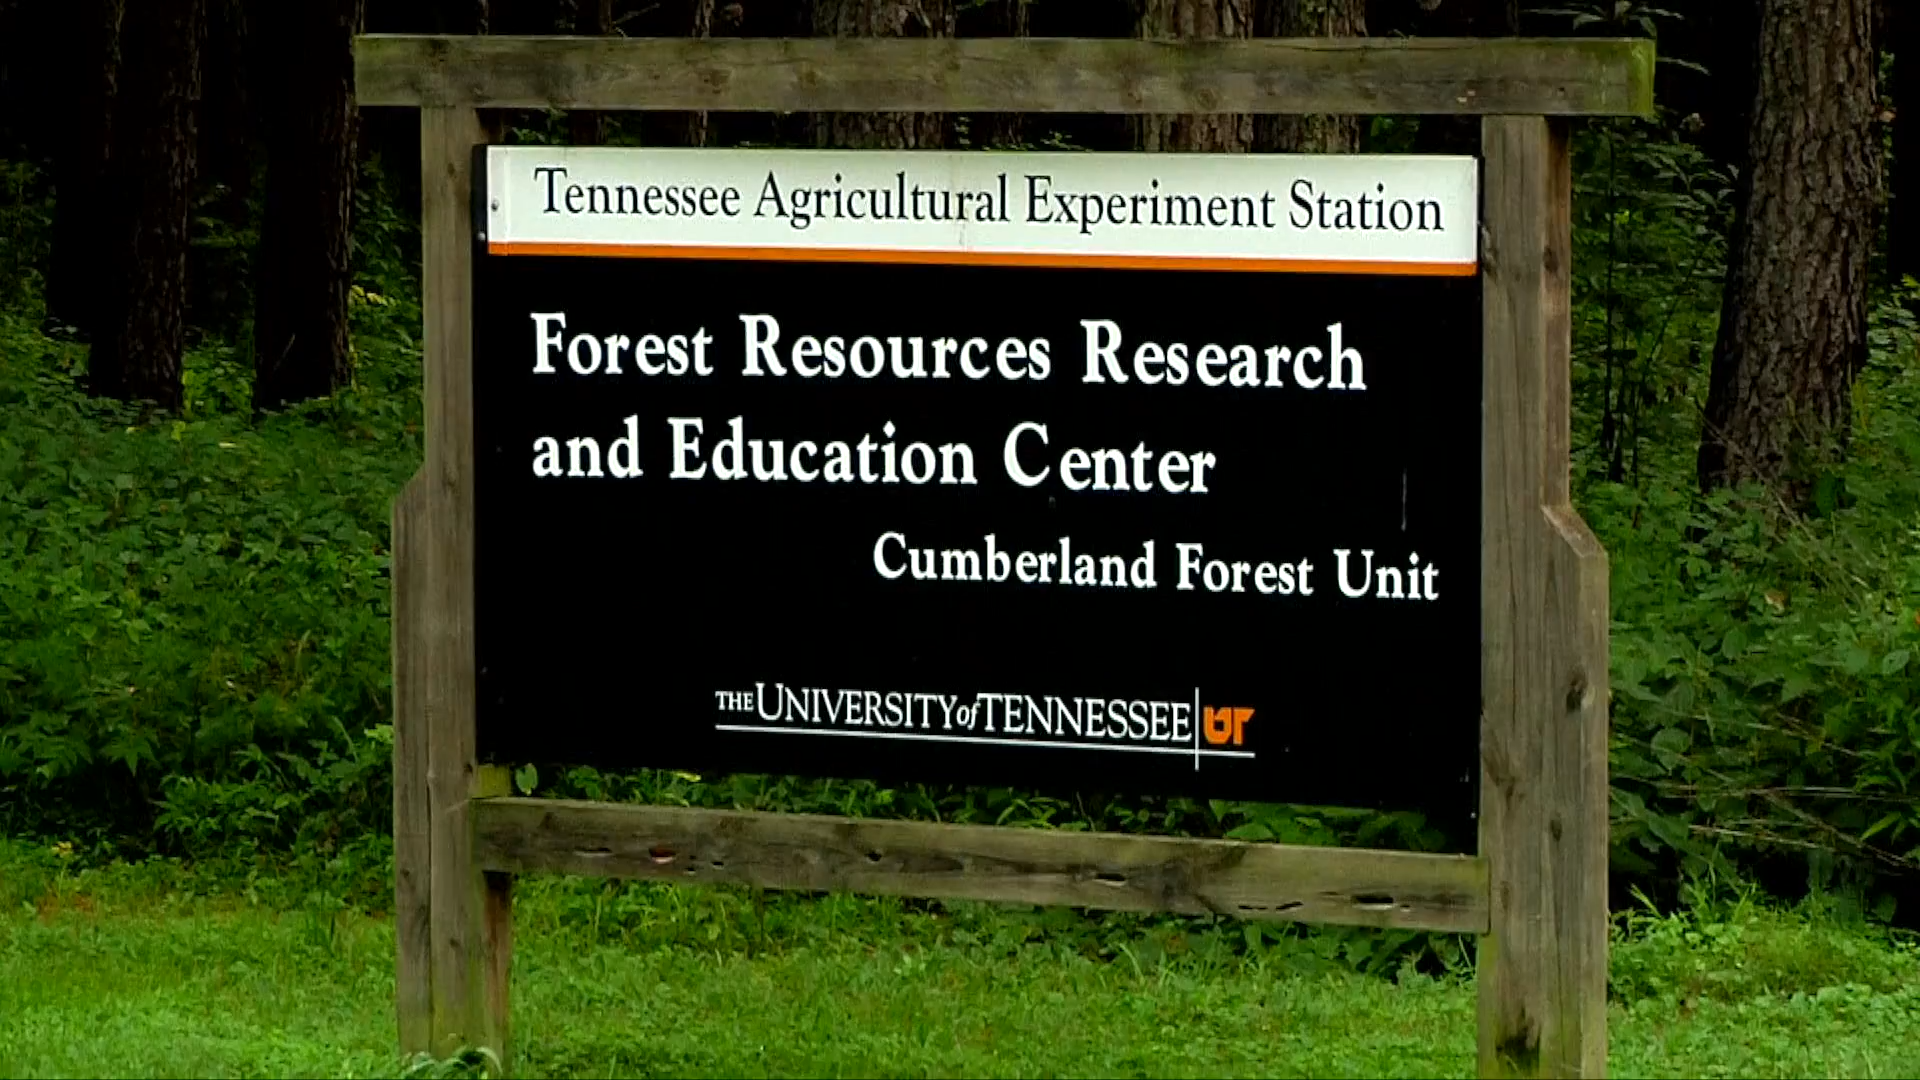 Tennessee Agricultural Experiment Station
Forest Resources Research
and Education Center
Cumberland Forest Unit
THE UNIVERSITY of TENNESSEE UT